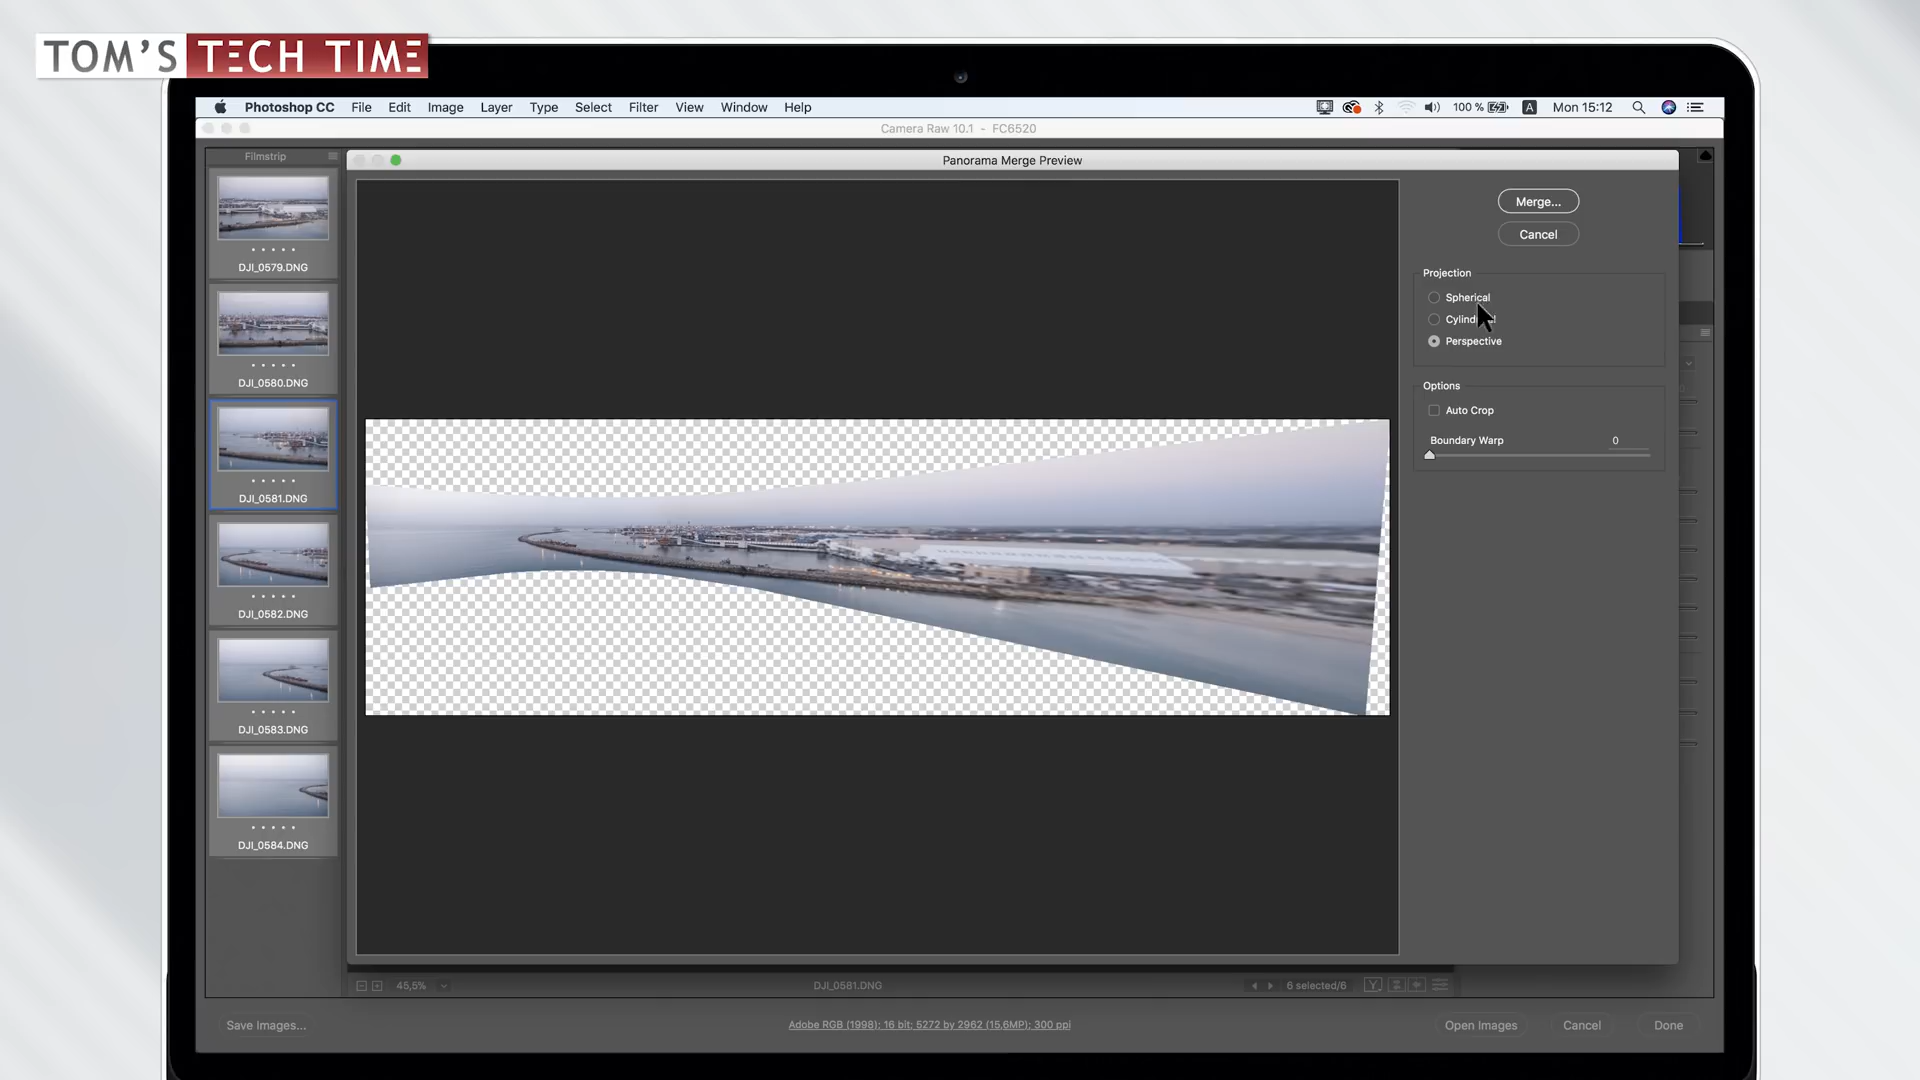 TOM'S TECH TIME
Photoshop CC File Edit Image Layer Type Select Filter View Window Help 100 % A Mon 15:12
Camera Raw 10.1 - FC6520
Filmstrip
Panorama Merge Preview
DJI_0579.DNG
DJI_0580.DNG
DJI_0581.DNG
DJI_0582.DNG
DJI_0583.DNG
DJI_0584.DNG
Merge...
Cancel
Projection
Spherical
Perspective
Options
Auto Crop
Boundary Warp 0
45,5% DJI_0581.DNG 6 selected/6 Y
Save Images... Adobe RGB (1998); 16 bit; 5272 by 2962 (15,6MP); 300 ppi Open Images Cancel Done